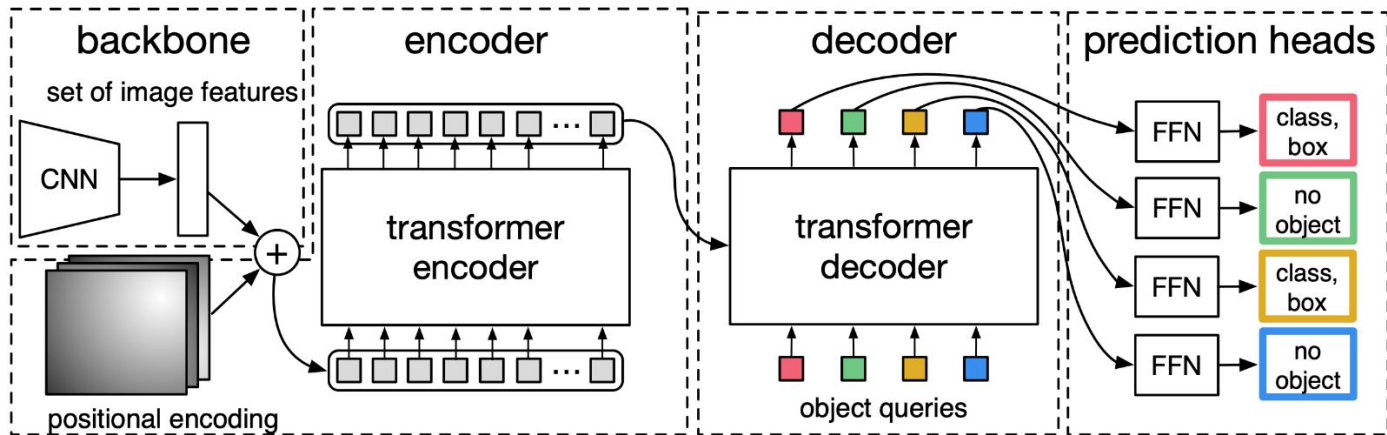 backbone
set of image features
CNN
+
positional encoding
encoder
...
transformer
encoder
...
decoder
transformer
decoder
object queries
prediction heads
FFN
class,
box
FFN
no
object
FFN
class,
box
FFN
no
object